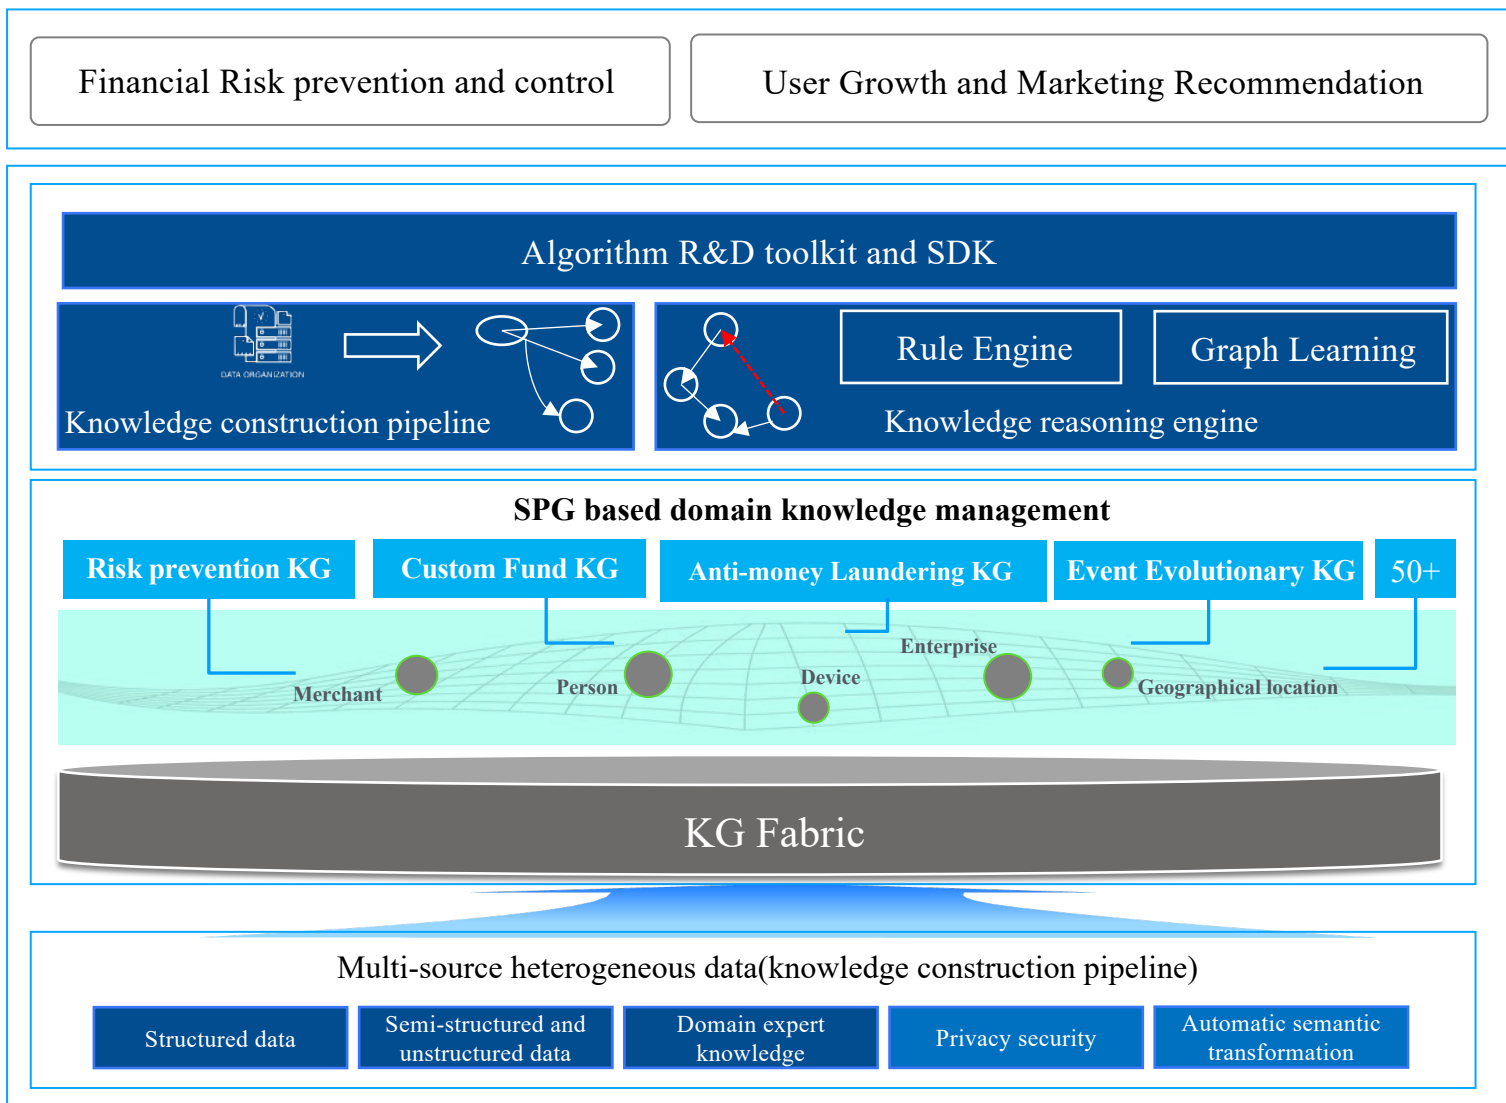 Financial Risk prevention and control
User Growth and Marketing Recommendation
Algorithm R&D toolkit and SDK
DATA ORGANIZATION
Knowledge construction pipeline
Rule Engine
Graph Learning
Knowledge reasoning engine
SPG based domain knowledge management
Risk prevention KG
Custom Fund KG
Anti-money Laundering KG
Event Evolutionary KG
50+
Merchant
Person
Device
Enterprise
Geographical location
KG Fabric
Multi-source heterogeneous data(knowledge construction pipeline)
Structured data
Semi-structured and
unstructured data
Domain expert
knowledge
Privacy security
Automatic semantic
transformation